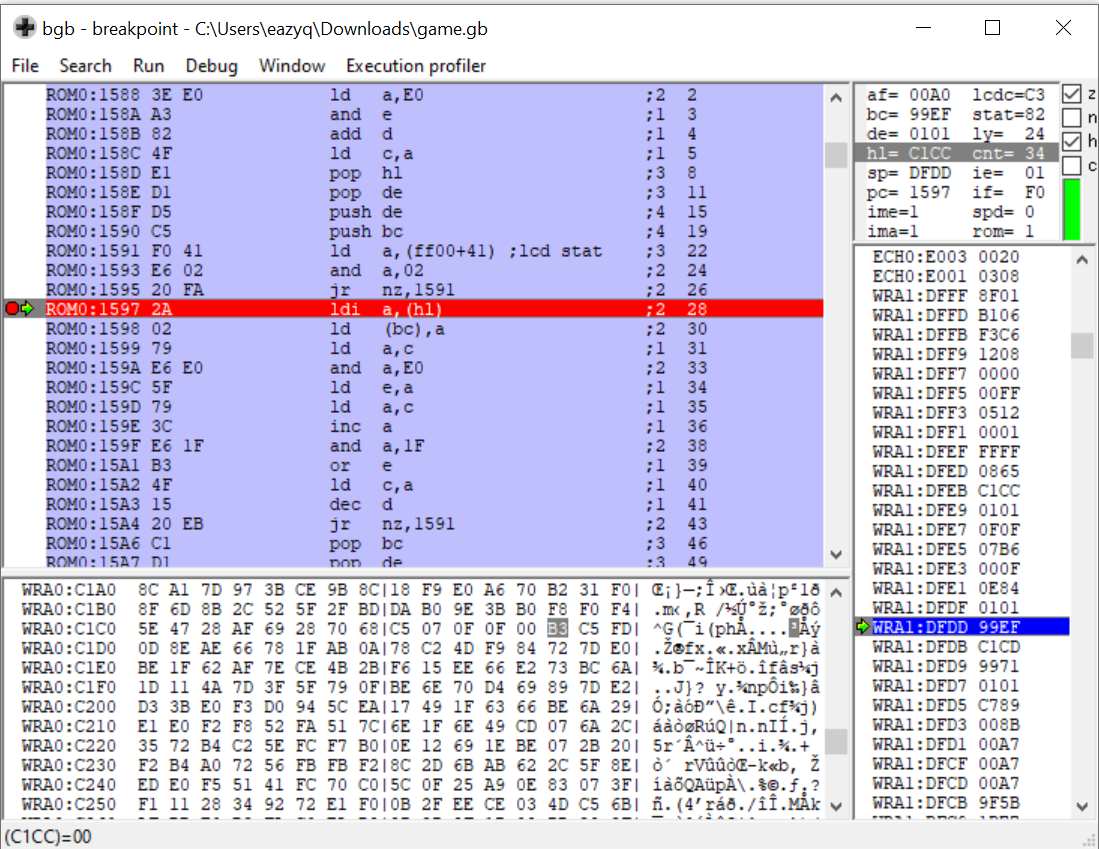 bgb - breakpoint - C:\Users\eazyq\Downloads\game.gb
File Search Run Debug Window Execution profiler
ROM0:1588 3E E0 ld a,E0 ;2 2
ROM0:158A A3 and e ;1 3
ROM0:158B 82 add d ;1 4
ROM0:158C 4F ld c,a ;1 5
ROM0:158D E1 pop hl ;3 8
ROM0:158E D1 pop de ;3 11
ROM0:158F D5 push de ;4 15
ROM0:1590 C5 push bc ;4 19
ROM0:1591 F0 41 ld a,(ff00+41) ;lcd stat ;3 22
ROM0:1593 E6 02 and a,02 ;2 24
ROM0:1595 20 FA jr nz,1591 ;2 26
ROM0:1597 2A ldi a,(hl) ;2 28
ROM0:1598 02 ld (bc),a ;2 30
ROM0:1599 79 ld a,c ;1 31
ROM0:159A E6 E0 and a,E0 ;2 33
ROM0:159C 5F ld e,a ;1 34
ROM0:159D 79 ld a,c ;1 35
ROM0:159E 3C inc a ;1 36
ROM0:159F E6 1F and a,1F ;2 38
ROM0:15A1 B3 or e ;1 39
ROM0:15A2 4F ld c,a ;1 40
ROM0:15A3 15 dec d ;1 41
ROM0:15A4 20 EB jr nz,1591 ;2 43
ROM0:15A6 C1 pop bc ;3 46
ROM0:15A7 D1 pop de ;3 49
af= 00A0 lcdc=C3 z
bc= 99EF stat=82 n
de= 0101 ly= 24
hl= C1CC cnt= 34 h
sp= DFDD ie= 01 c
pc= 1597 if= F0
ime=1 spd= 0
ima=1 rom= 1
ECH0:E003 0020
ECH0:E001 0308
WRA1:DFFF 8F01
WRA1:DFFD B106
WRA1:DFFB F3C6
WRA1:DFF9 1208
WRA1:DFF7 0000
WRA1:DFF5 00FF
WRA1:DFF3 0512
WRA1:DFF1 0001
WRA1:DFEF FFFF
WRA1:DFED 0865
WRA1:DFEB C1CC
WRA1:DFE9 0101
WRA1:DFE7 0F0F
WRA1:DFE5 07B6
WRA1:DFE3 000F
WRA1:DFE1 0E84
WRA1:DFDF 0101
WRA1:DFDD 99EF
WRA1:DFDB C1CD
WRA1:DFD9 9971
WRA1:DFD7 0101
WRA1:DFD5 C789
WRA1:DFD3 008B
WRA1:DFD1 00A7
WRA1:DFCF 00A7
WRA1:DFCD 00A7
WRA1:DFCB 9F5B
WRA0:C1A0 8C A1 7D 97 3B CE 9B 8C|18 F9 E0 A6 70 B2 31 F0| Œ¡}—;Î›Œ.ùà¦p²1ð
WRA0:C1B0 8F 6D 8B 2C 52 5F 2F BD|DA B0 9E 3B B0 F8 F0 F4| .m‹,R_/½Ú°ž;°øðô
WRA0:C1C0 5E 47 28 AF 69 28 70 68|C5 07 0F 0F 00 B3 C5 FD| ^G(¯i(phÅ....³Åý
WRA0:C1D0 0D 8E AE 66 78 1F AB 0A|78 C2 4D F9 84 72 7D E0| .Ž®fx.«.xÂMù„r}à
WRA0:C1E0 BE 1F 62 AF 7E CE 4B 2B|F6 15 EE 66 E2 73 BC 6A| ¾.b¯~ÎK+ö.îfâs¼j
WRA0:C1F0 1D 11 4A 7D 3F 5F 79 0F|BE 6E 70 D4 69 89 7D E2| ..J}?_y.¾npÔi‰}â
WRA0:C200 D3 3B E0 F3 D0 94 5C EA|17 49 1F 63 66 BE 6A 29| Ó;àóÐ”\ê.I.cf¾j)
WRA0:C210 E1 E0 F2 F8 52 FA 51 7C|6E 1F 6E 49 CD 07 6A 2C| áàòøRúQ|n.nIÍ.j,
WRA0:C220 35 72 B4 C2 5E FC F7 B0|0E 12 69 1E BE 07 2B 20| 5r´Â^ü÷°..i.¾.+
WRA0:C230 F2 B4 A0 72 56 FB FB F2|8C 2D 6B AB 62 2C 5F 8E| ò´ rVûûòŒ-k«b,_Ž
WRA0:C240 ED E0 F5 51 41 FC 70 C0|5C 0F 25 A9 0E 83 07 3F| íàõQAüpÀ\.%©.ƒ.?
WRA0:C250 F1 11 28 34 92 72 E1 F0|0B 2F EE CE 03 4D C5 6B| ñ.(4’ráð./îÎ.MÅk
(C1CC)=00